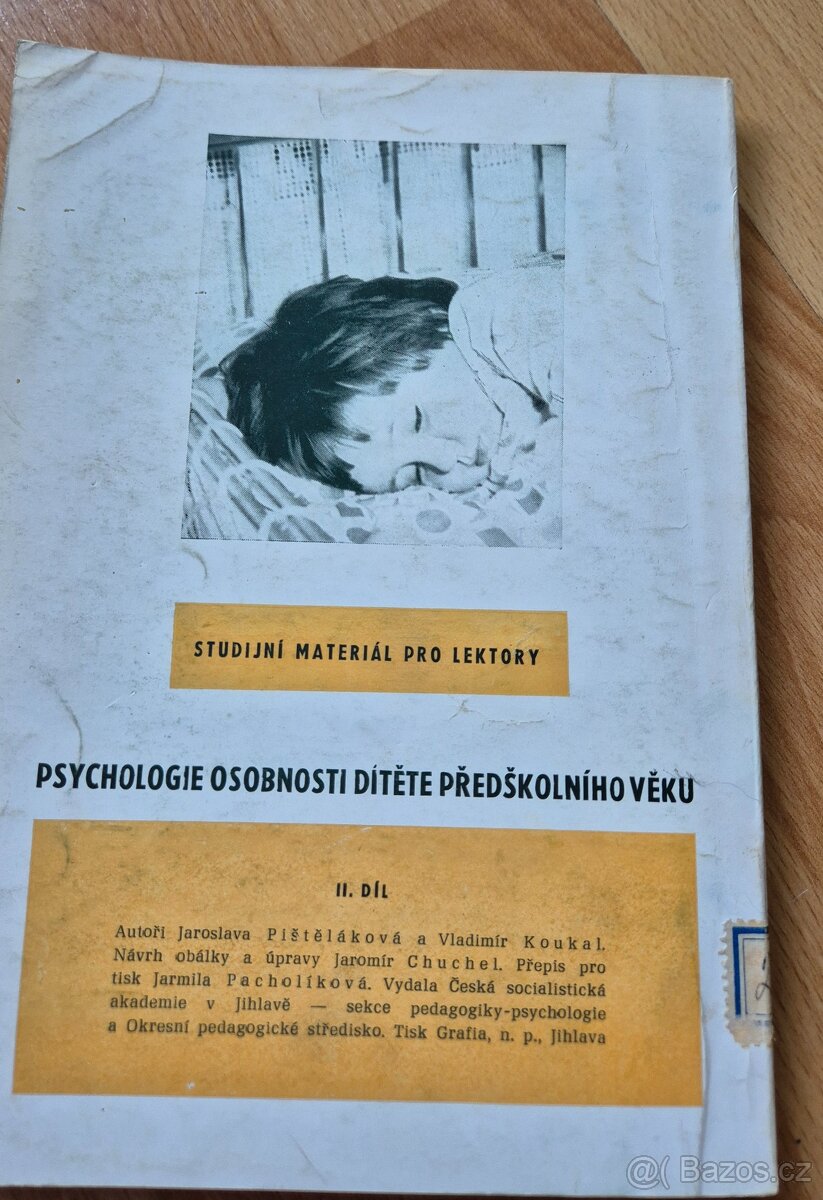 STUDIJNÍ MATERIÁL PRO LEKTORY
PSYCHOLOGIE OSOBNOSTI DÍTĚTE PŘEDŠKOLNÍHO VĚKU
II. DÍL
Autoři Jaroslava Pištěláková a Vladimír Koukal.
Návrh obálky a úpravy Jaromír Chuchel. Přepis pro
tisk Jarmila Pacholíková. Vydala Česká socialistická
akademie v Jihlavě — sekce pedagogiky-psychologie
a Okresní pedagogické středisko. Tisk Grafia, n. p., Jihlava
@( Bazos.cz